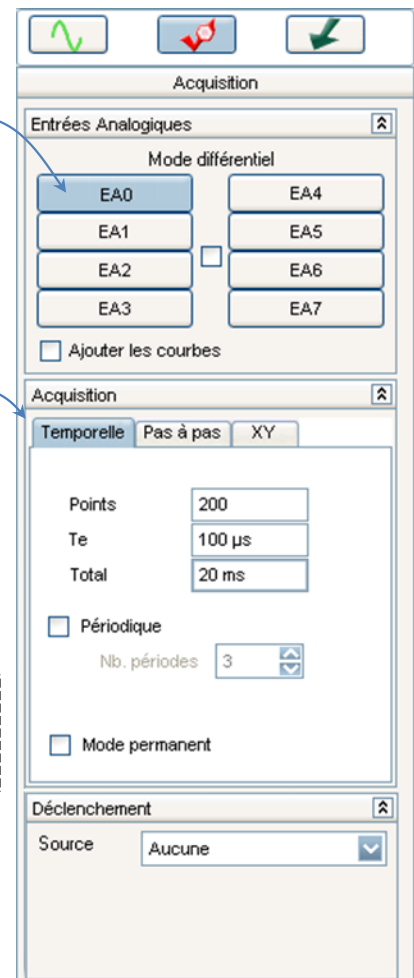 Acquisition
Entrées Analogiques
Mode différentiel
EA0 EA4
EA1 EA5
EA2 EA6
EA3 EA7
Ajouter les courbes
Acquisition
Temporelle Pas à pas XY
Points 200
Te 100 µs
Total 20 ms
Périodique
Nb. périodes 3
Mode permanent
Déclenchement
Source Aucune